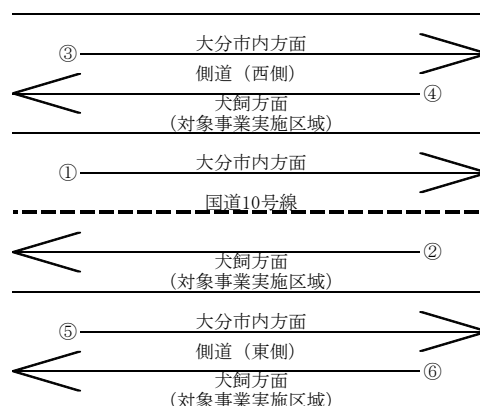 ③ 大分市内方面
側道（西側）
④
犬飼方面
（対象事業実施区域）
① 大分市内方面
国道10号線
②
犬飼方面
（対象事業実施区域）
⑤ 大分市内方面
側道（東側）
⑥
犬飼方面
（対象事業実施区域）